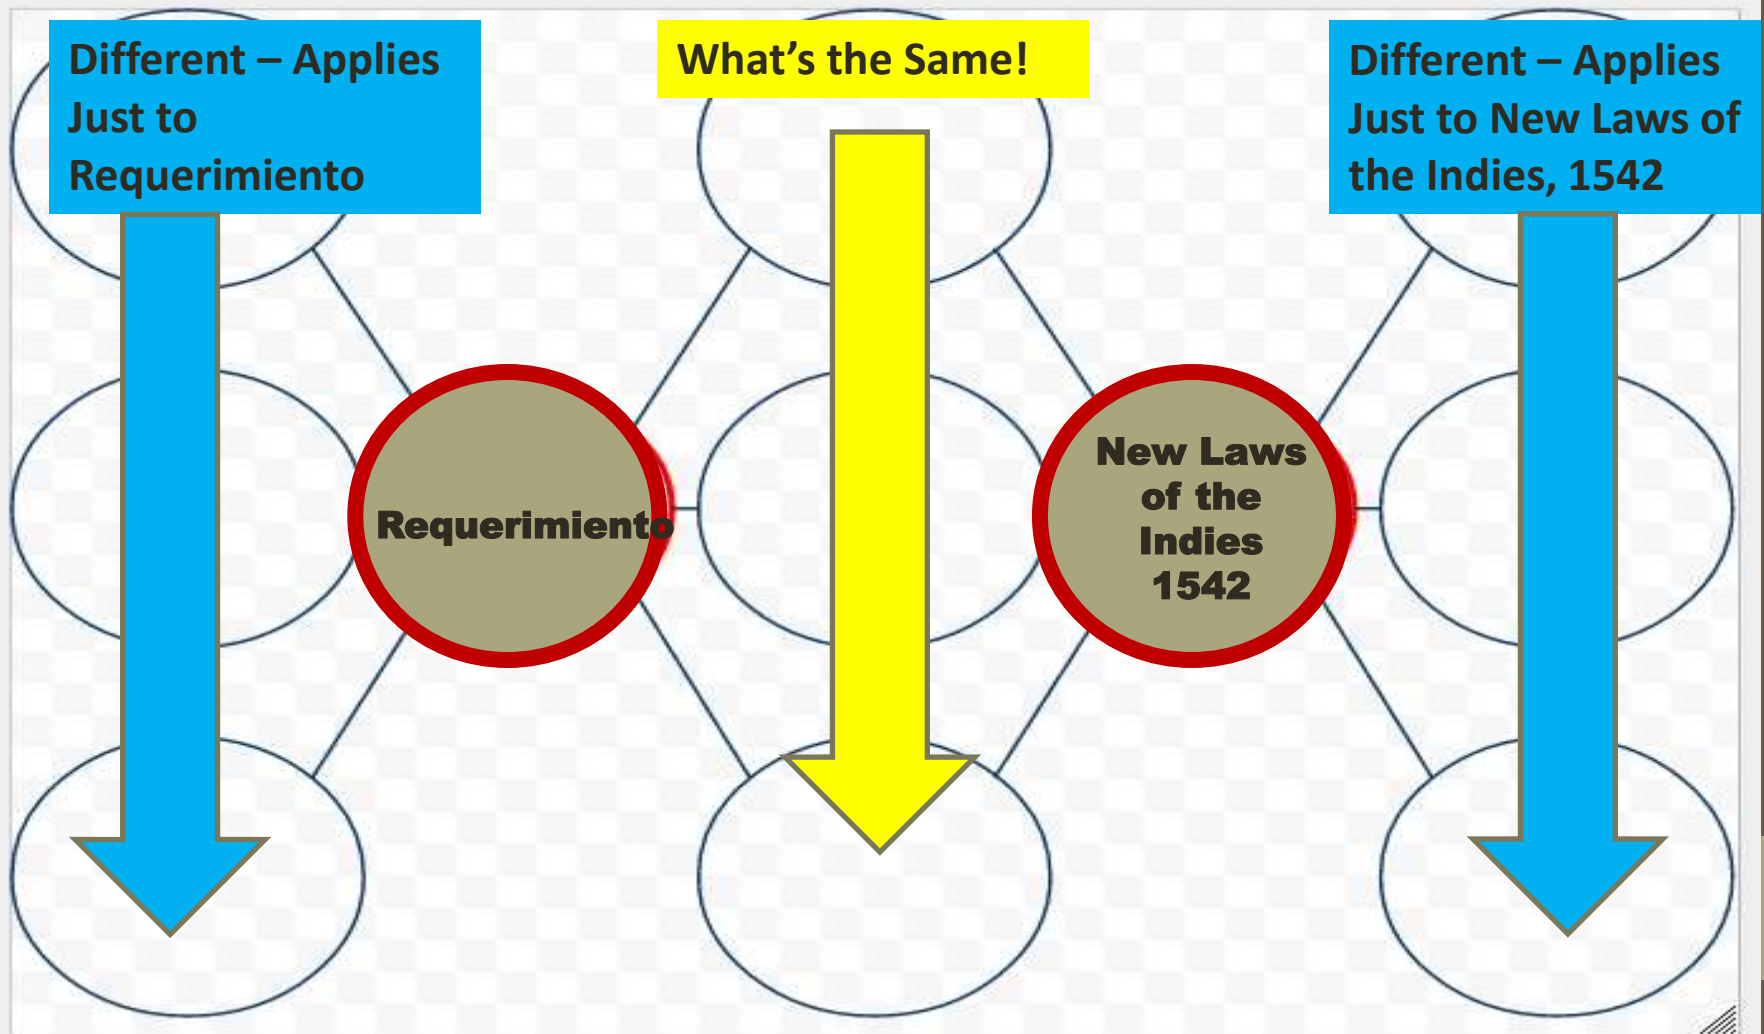 Different – Applies
Just to
Requerimiento
What's the Same!
Different – Applies
Just to New Laws of
the Indies, 1542
Requerimiento
New Laws
of the
Indies
1542